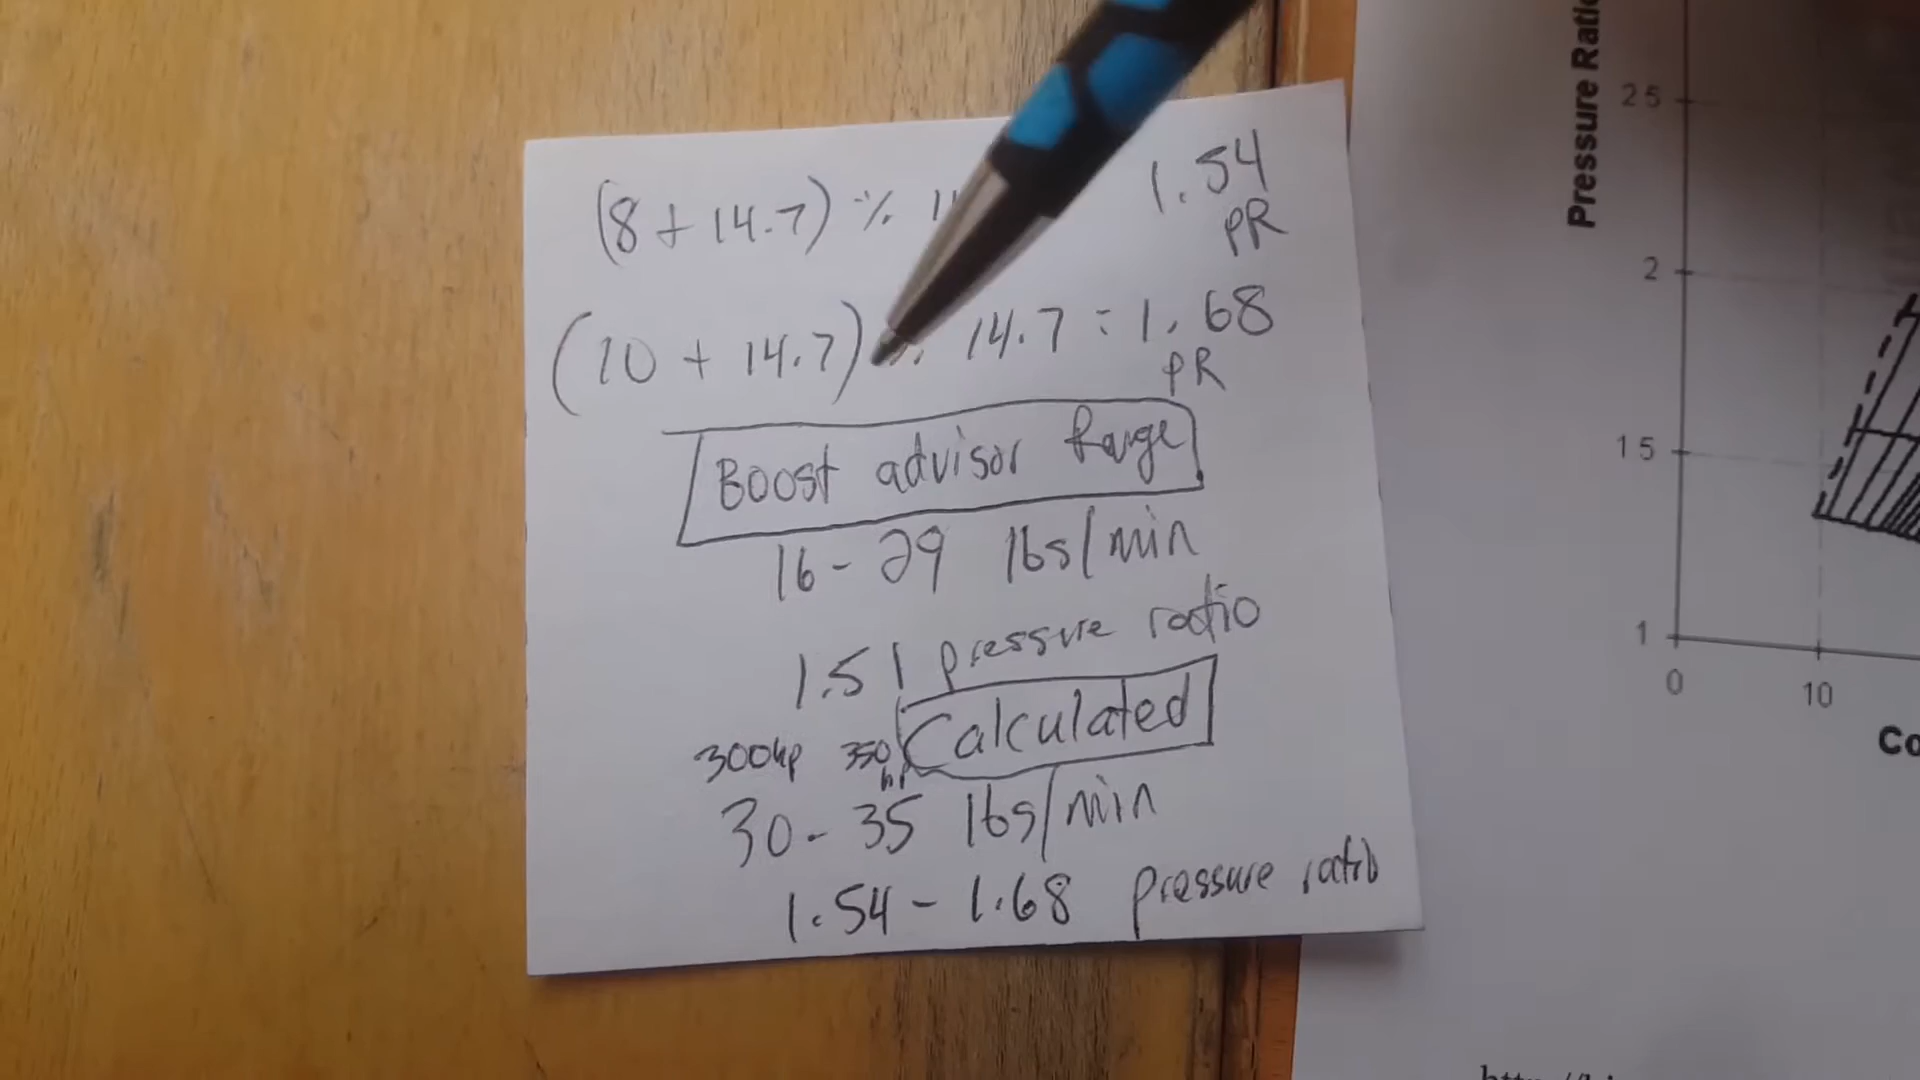 (8 + 14.7) % 1.54
PR
(10 + 14.7) 14.7 = 1.68
PR
Boost advisor Range
16 - 29 lbs/min
1.51 pressure ratio
Calculated
300hp 350 hp
30 - 35 lbs/min
1.54 - 1.68 pressure ratio
Pressure Ratio
2 5
2
1 5
1
0
10
Co